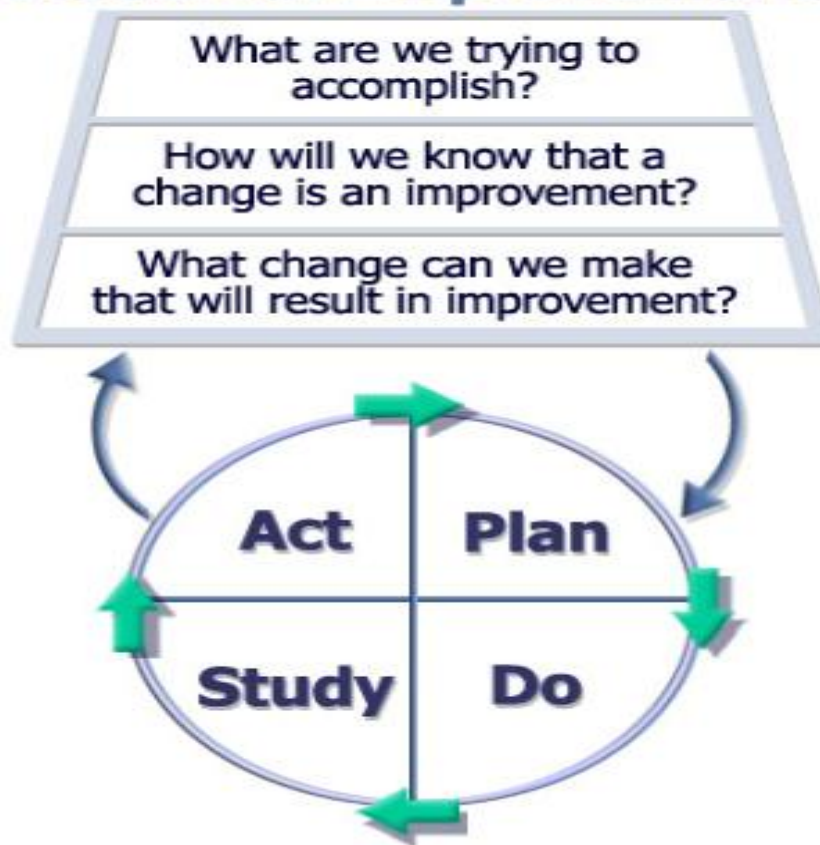 What are we trying to
accomplish?
How will we know that a
change is an improvement?
What change can we make
that will result in improvement?
Act
Plan
Study
Do